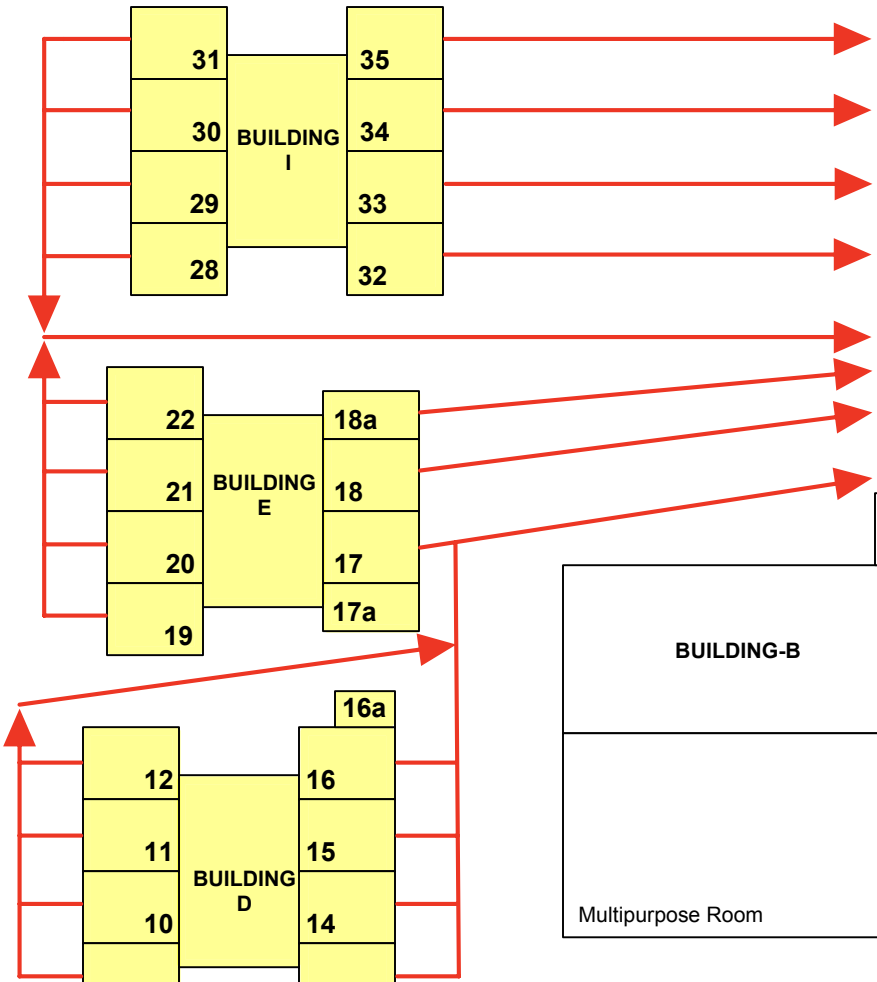 31
35
30
BUILDING
I
34
29
33
28
32
22
18a
21
BUILDING
E
18
20
17
19
17a
BUILDING-B
16a
12
16
11
15
BUILDING
D
10
14
Multipurpose Room